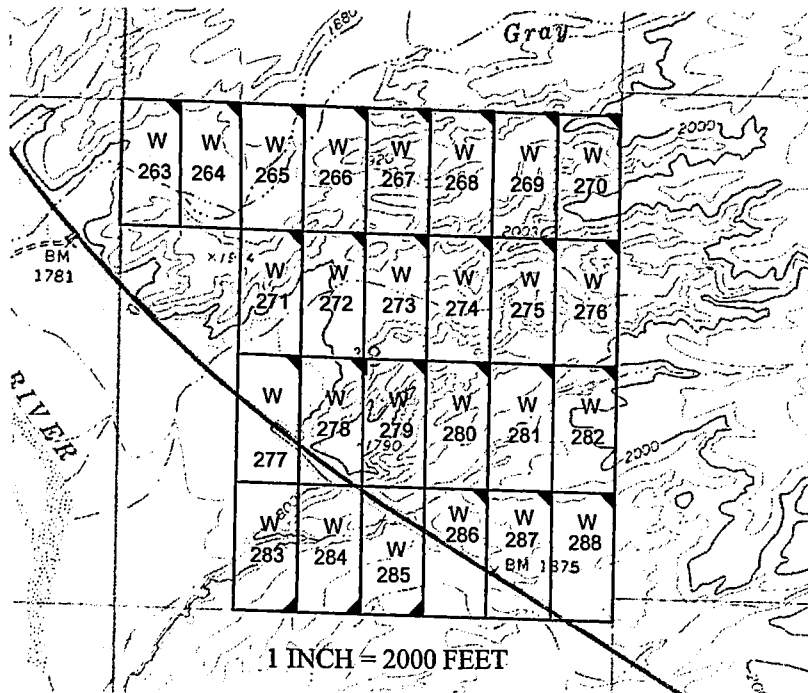 1880
Gray
W W W W W W W W
263 264 265 266 267 268 269 270
2000
BM
1781
W W W W W W
271 272 273 274 275 276
RIVER
W W W W W W
277 278 279 280 281 282
1790
2000
W W W W W W
283 284 285 286 287 288
BM 1875
1 INCH = 2000 FEET